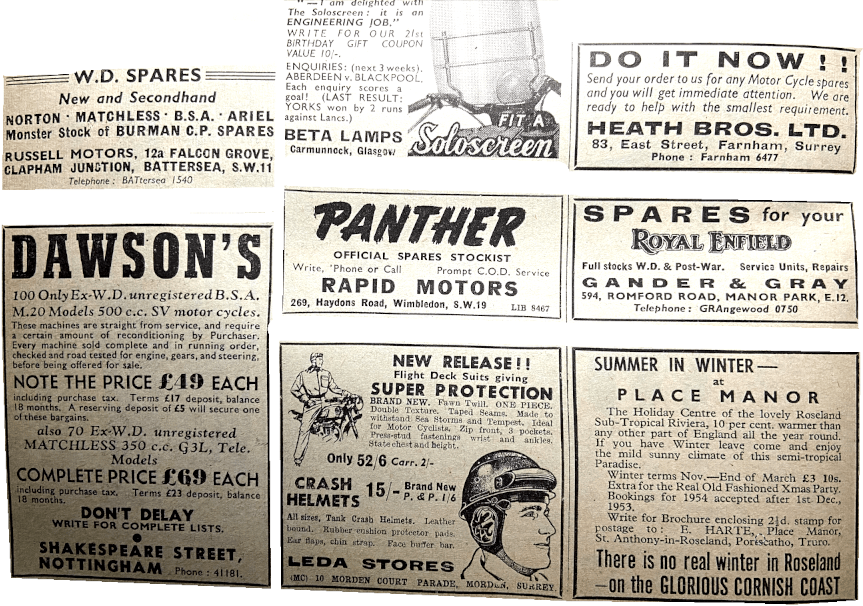 W.D. SPARES
New and Secondhand
NORTON · MATCHLESS · B.S.A. · ARIEL
Monster Stock of BURMAN C.P. SPARES
RUSSELL MOTORS, 12a FALCON GROVE,
CLAPHAM JUNCTION, BATTERSEA, S.W.11
Telephone: BATtersea 1540
"—I am delighted with
The Soloscreen: it is an
ENGINEERING JOB."
WRITE FOR OUR 21st
BIRTHDAY GIFT COUPON
VALUE 10/-.
ENQUIRIES: (next 3 weeks).
ABERDEEN v. BLACKPOOL.
Each enquiry scores a
goal! (LAST RESULT:
YORKS won by 2 runs
against Lancs.)
BETA LAMPS
Carmunnock, Glasgow
FIT A
Soloscreen
DO IT NOW!!
Send your order to us for any Motor Cycle spares
and you will get immediate attention. We are
ready to help with the smallest requirement.
HEATH BROS. LTD.
83, East Street, Farnham, Surrey
Phone: Farnham 6477
DAWSON'S
100 Only Ex-W.D. unregistered B.S.A.
M.20 Models 500 c.c. SV motor cycles.
These machines are straight from service, and require
a certain amount of reconditioning by Purchaser.
Every machine sold complete and in running order,
checked and road tested for engine, gears, and steering,
before being offered for sale.
NOTE THE PRICE £49 EACH
including purchase tax. Terms £17 deposit, balance
18 months. A reserving deposit of £5 will secure one
of these bargains.
also 70 Ex-W.D. unregistered
MATCHLESS 350 c.c. G3L, Tele.
Models
COMPLETE PRICE £69 EACH
including purchase tax. Terms £23 deposit, balance
18 months.
DON'T DELAY
WRITE FOR COMPLETE LISTS.
SHAKESPEARE STREET,
NOTTINGHAM Phone: 41181.
PANTHER
OFFICIAL SPARES STOCKIST
Write, 'Phone or Call Prompt C.O.D. Service
RAPID MOTORS
269, Haydons Road, Wimbledon, S.W.19 LIB 8467
SPARES for your
ROYAL ENFIELD
Full stocks W.D. & Post-War. Service Units, Repairs
GANDER & GRAY
594, ROMFORD ROAD, MANOR PARK, E.12.
Telephone: GRAngewood 0750
NEW RELEASE!!
Flight Deck Suits giving
SUPER PROTECTION
BRAND NEW. Fawn Twill. ONE PIECE.
Double Texture. Taped Seams. Made to
withstand Sea Storms and Tempest. Ideal
for Motor Cyclists, Zip front, 3 pockets.
Press-stud fastenings wrist and ankles.
State chest and height.
Only 52/6 Carr. 2/-
CRASH HELMETS 15/- Brand New P. & P. 1/6
All sizes, Tank Crash Helmets. Leather
bound. Rubber cushion protector pads.
Ear flaps, chin strap. Face buffer bar.
LEDA STORES
(MC) 10 MORDEN COURT PARADE, MORDEN, SURREY.
SUMMER IN WINTER—
at
PLACE MANOR
The Holiday Centre of the lovely Roseland
Sub-Tropical Riviera, 10 per cent. warmer than
any other part of England all the year round.
If you have Winter leave come and enjoy
the mild sunny climate of this semi-tropical
Paradise.
Winter terms Nov.—End of March £3 10s.
Extra for the Real Old Fashioned Xmas Party.
Bookings for 1954 accepted after 1st Dec.,
1953.
Write for Brochure enclosing 2½d. stamp for
postage to: E. HARTE, Place Manor,
St. Anthony-in-Roseland, Portscatho, Truro.
There is no real winter in Roseland
—on the GLORIOUS CORNISH COAST